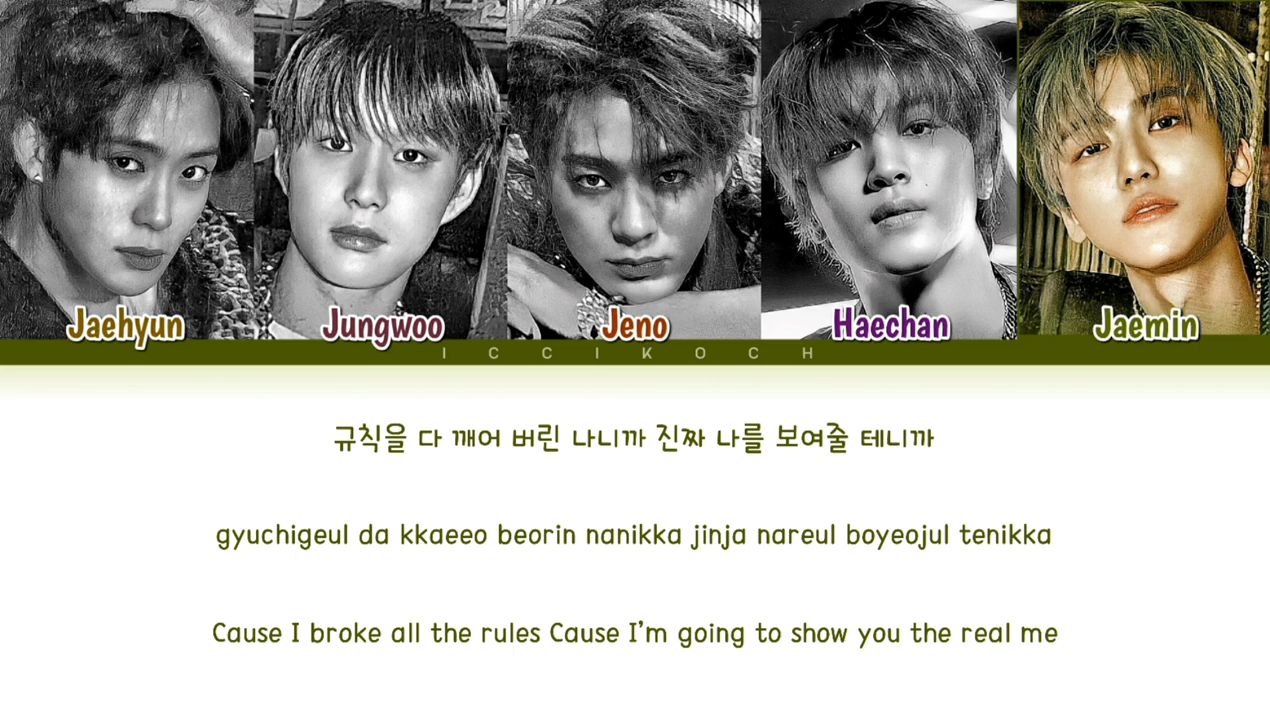 Jaehyun
Jungwoo
Jeno
Haechan
Jaemin
ICCIKOCH
규칙을 다 깨어 버린 나니까 진짜 나를 보여줄 테니까
gyuchigeul da kkaeeo beorin nanikka jinja nareul boyeojul tenikka
Cause I broke all the rules Cause I'm going to show you the real me